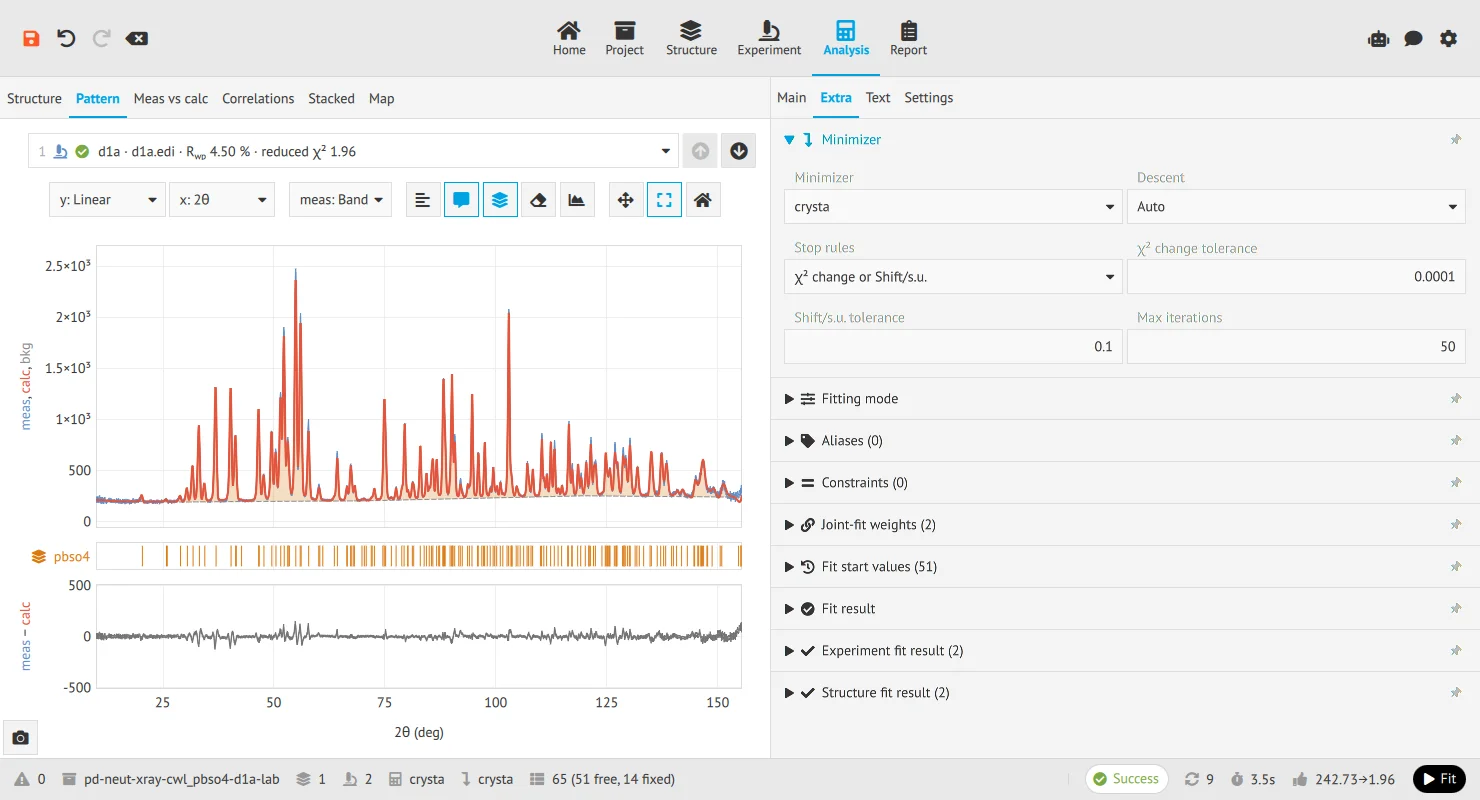 Home
Project
Structure
Experiment
Analysis
Report
Structure
Pattern
Meas vs calc
Correlations
Stacked
Map
Main
Extra
Text
Settings
1 d1a · d1a.edi · Rwp 4.50 % · reduced χ² 1.96
y: Linear
x: 2θ
meas: Band
meas, calc, bkg
2.5×10³
2×10³
1.5×10³
1×10³
500
0
pbso4
meas − calc
500
0
-500
25
50
75
100
125
150
2θ (deg)
Minimizer
Minimizer
Descent
crysta
Auto
Stop rules
χ² change tolerance
χ² change or Shift/s.u.
0.0001
Shift/s.u. tolerance
Max iterations
0.1
50
Fitting mode
Aliases (0)
Constraints (0)
Joint-fit weights (2)
Fit start values (51)
Fit result
Experiment fit result (2)
Structure fit result (2)
0
pd-neut-xray-cwl_pbso4-d1a-lab
1
2
crysta
crysta
65 (51 free, 14 fixed)
Success
9
3.5s
242.73→1.96
Fit